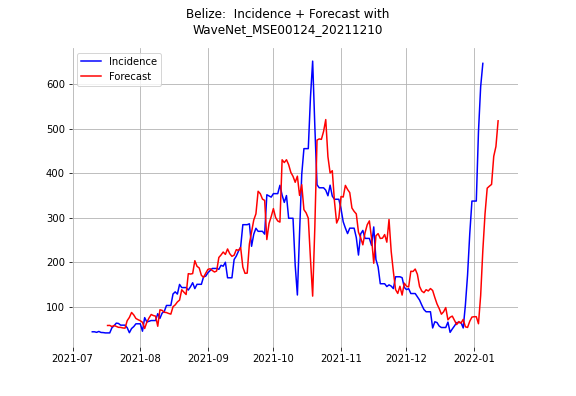 Belize:  Incidence + Forecast with
WaveNet_MSE00124_20211210
Incidence
Forecast
600
500
400
300
200
100
2021-07 2021-08 2021-09 2021-10 2021-11 2021-12 2022-01